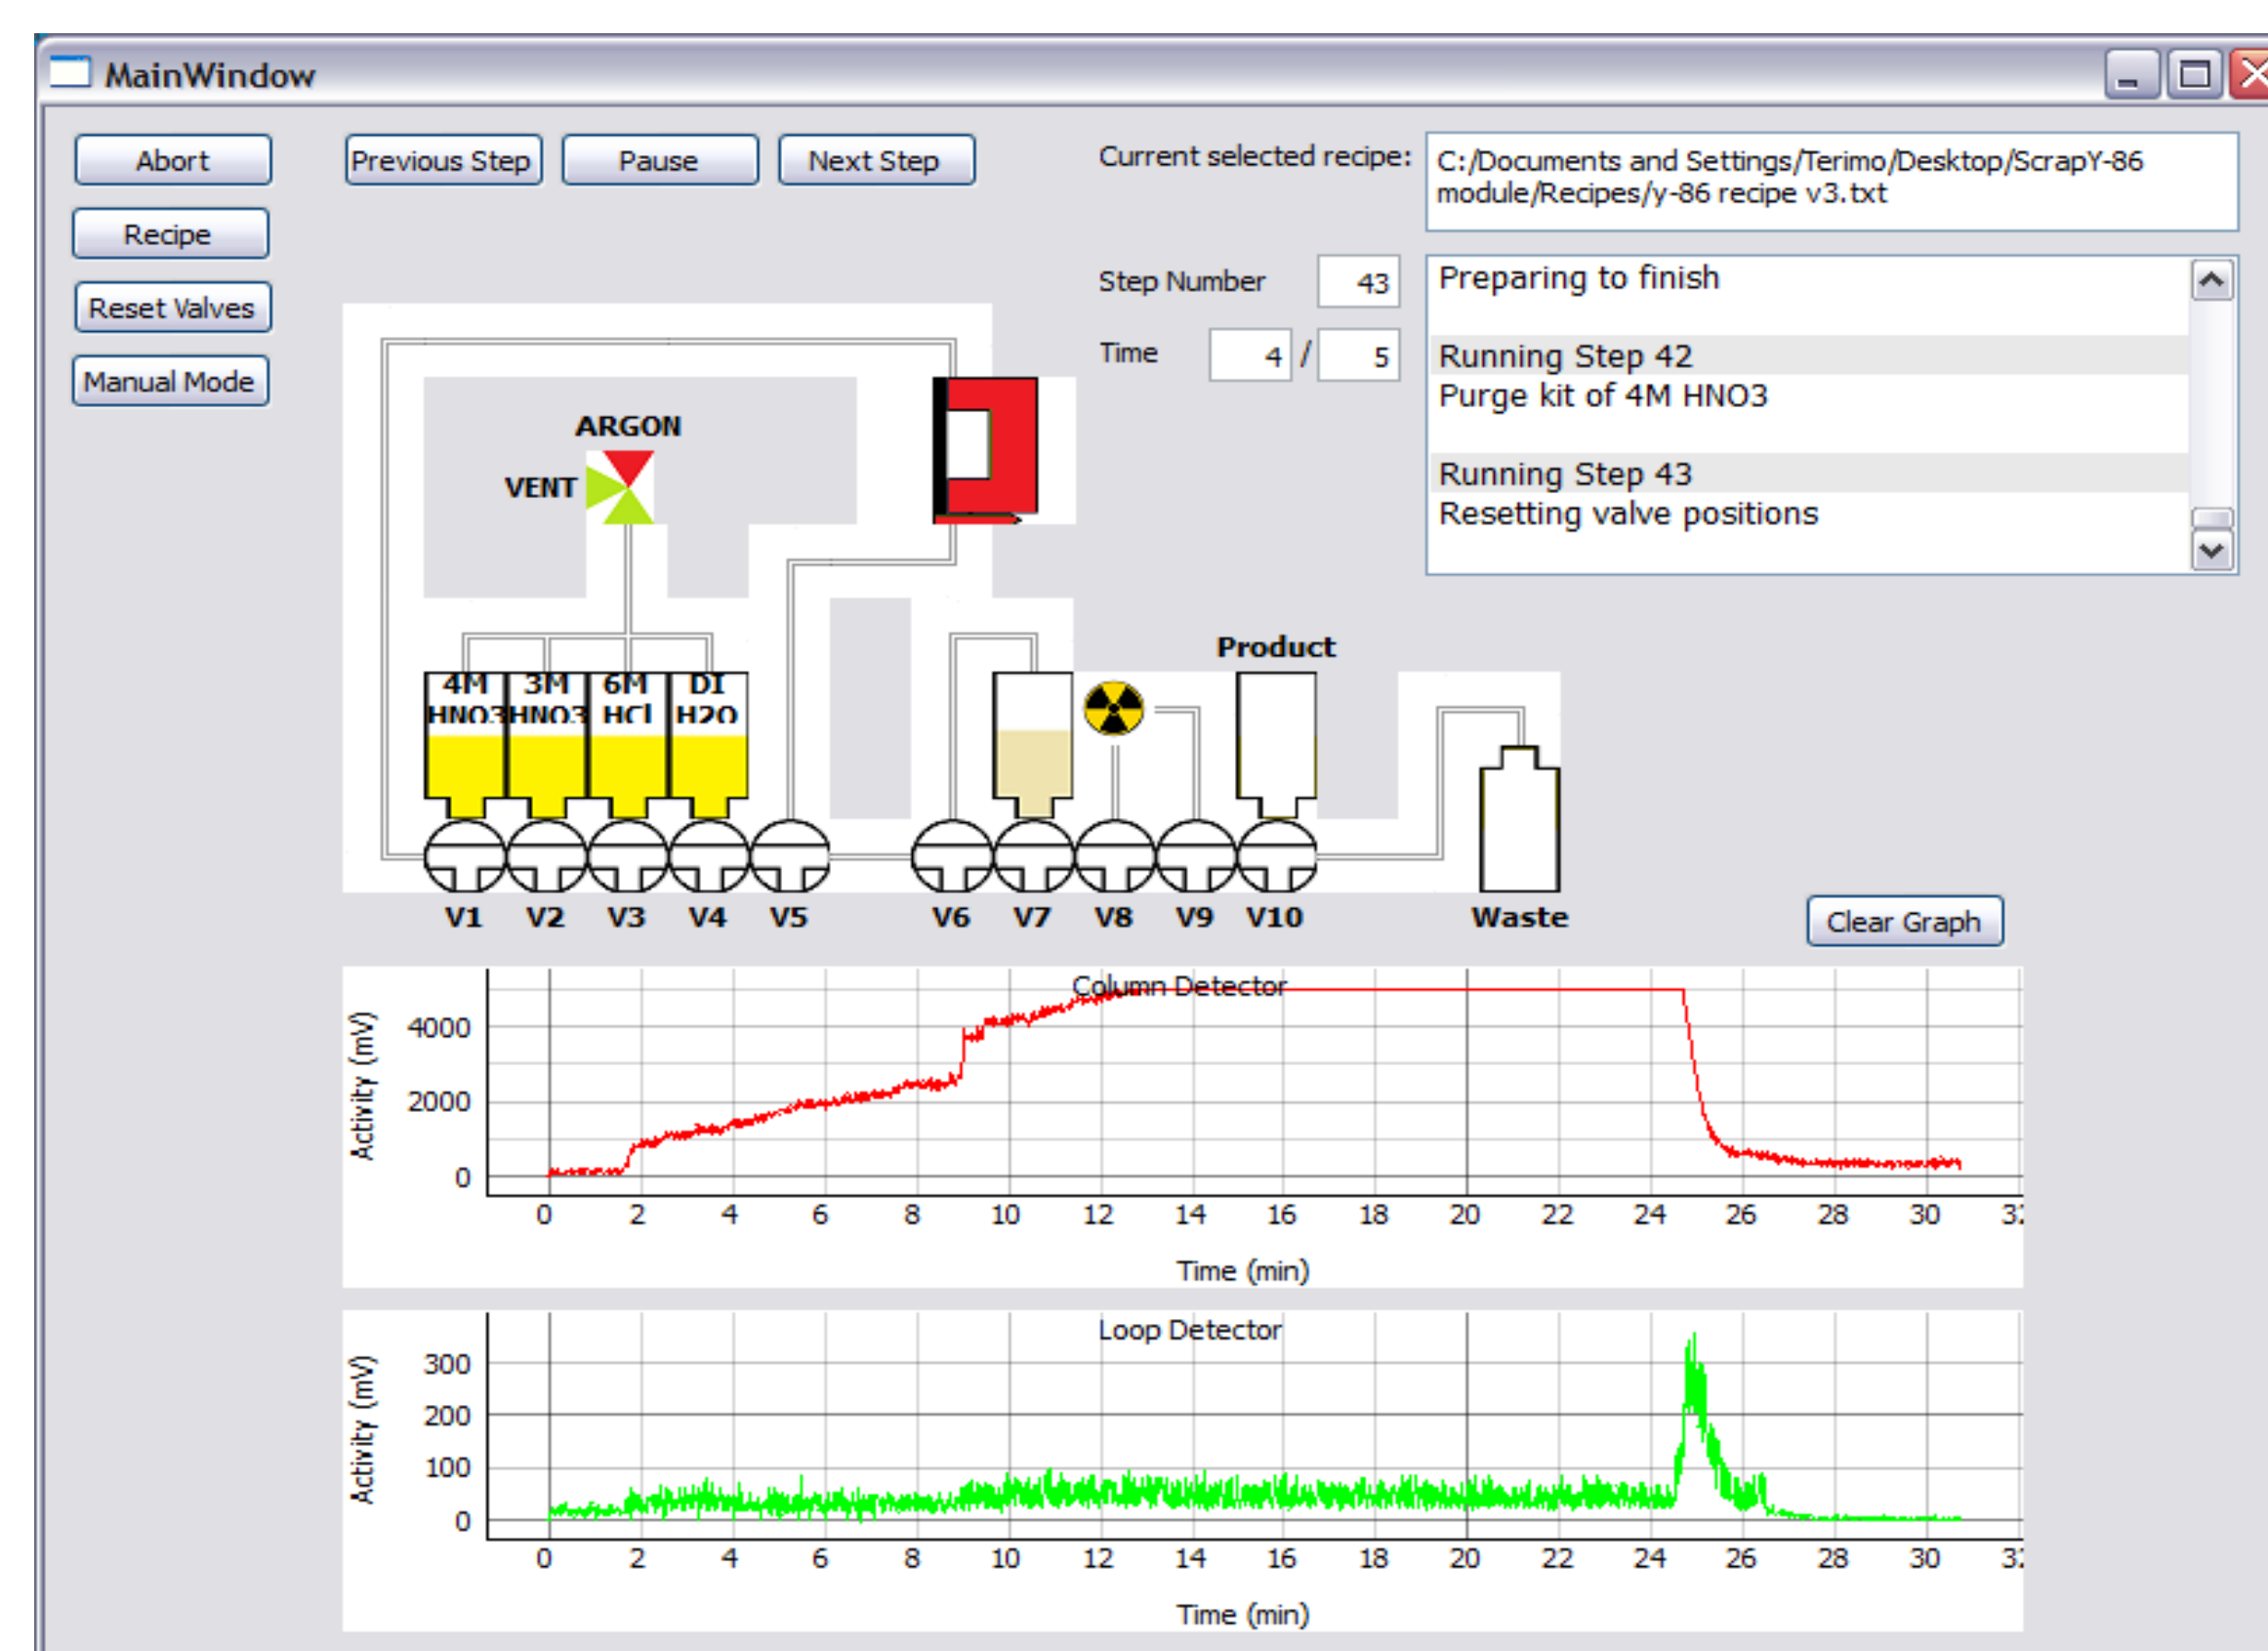 MainWindow
Abort
Previous Step
Pause
Next Step
Current selected recipe:
C:/Documents and Settings/Terimo/Desktop/ScrapY-86
module/Recipes/y-86 recipe v3.txt
Recipe
Reset Valves
Manual Mode
Step Number 43
Time 4 / 5
Preparing to finish
Running Step 42
Purge kit of 4M HNO3
Running Step 43
Resetting valve positions
ARGON
VENT
Product
4M 3M 6M DI
HNO3 HNO3 HCl H2O
V1 V2 V3 V4 V5 V6 V7 V8 V9 V10 Waste
Clear Graph
Column Detector
Activity (mV)
4000
2000
0
0 2 4 6 8 10 12 14 16 18 20 22 24 26 28 30
Time (min)
Loop Detector
Activity (mV)
300
200
100
0
0 2 4 6 8 10 12 14 16 18 20 22 24 26 28 30
Time (min)